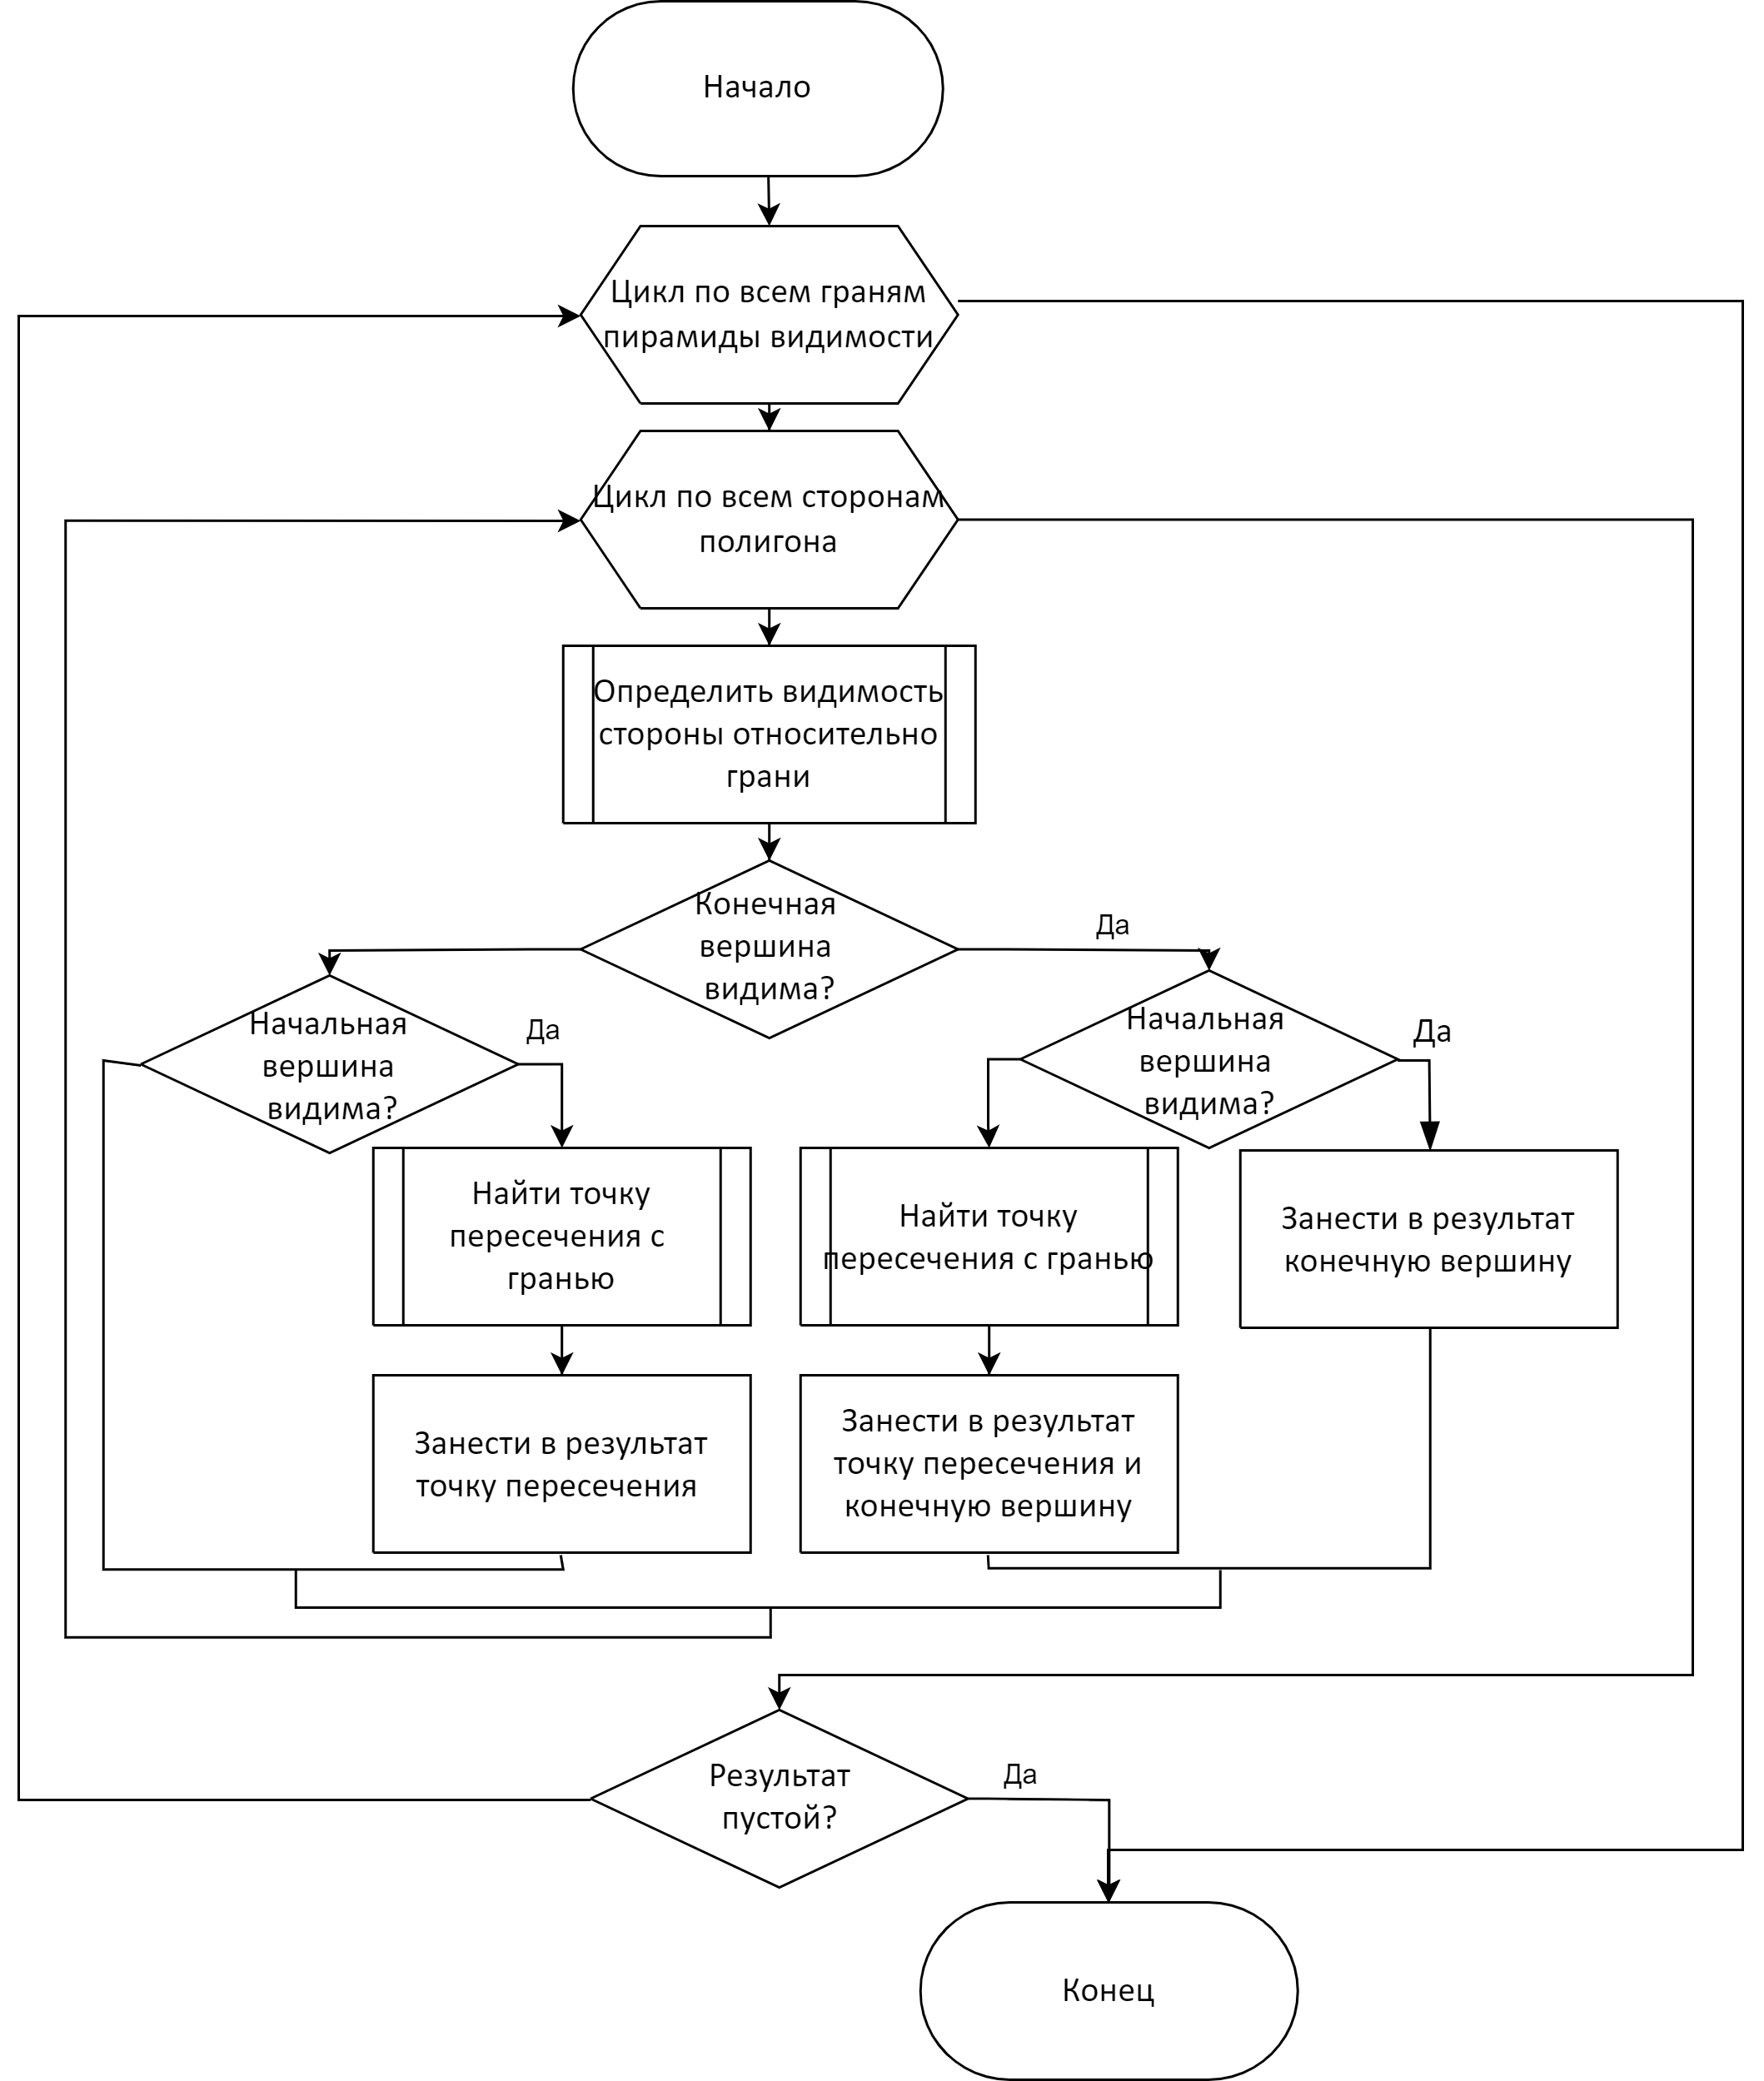 Начало
Цикл по всем граням
пирамиды видимости
Цикл по всем сторонам
полигона
Определить видимость
стороны относительно
грани
Конечная
вершина
видима?
Да
Начальная
вершина
видима?
Да
Начальная
вершина
видима?
Да
Найти точку
пересечения с
гранью
Найти точку
пересечения с гранью
Занести в результат
конечную вершину
Занести в результат
точку пересечения
Занести в результат
точку пересечения и
конечную вершину
Результат
пустой?
Да
Конец